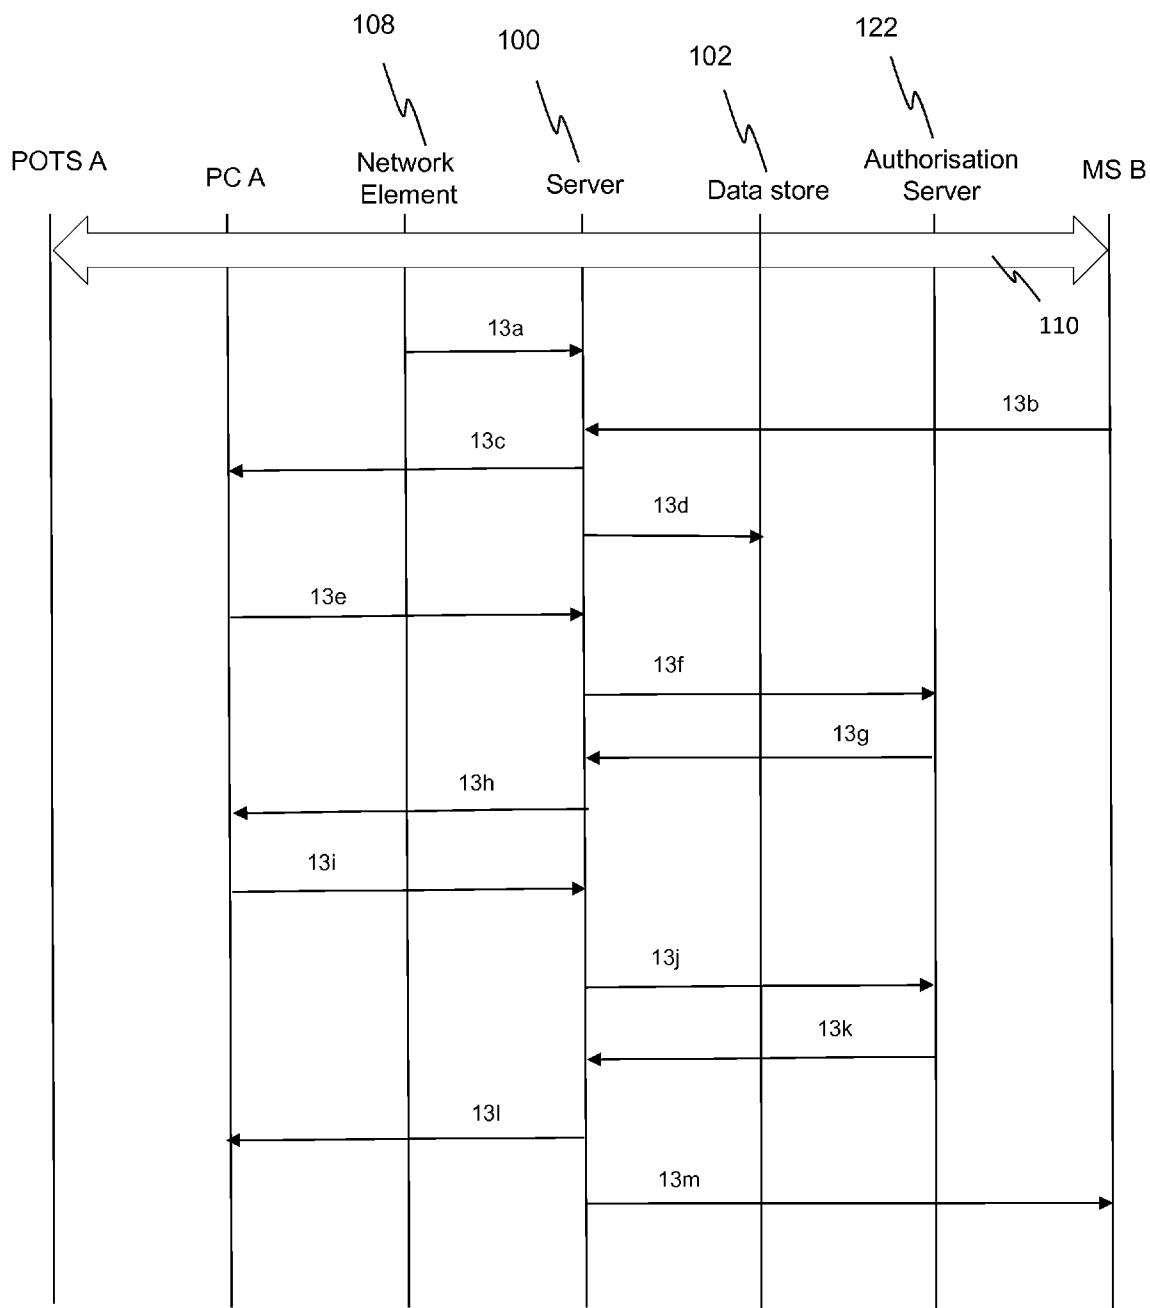 108
100
102
122
POTS A
PC A
Network
Element
Server
Data store
Authorisation
Server
MS B
110
13a
13b
13c
13d
13e
13f
13g
13h
13i
13j
13k
13l
13m